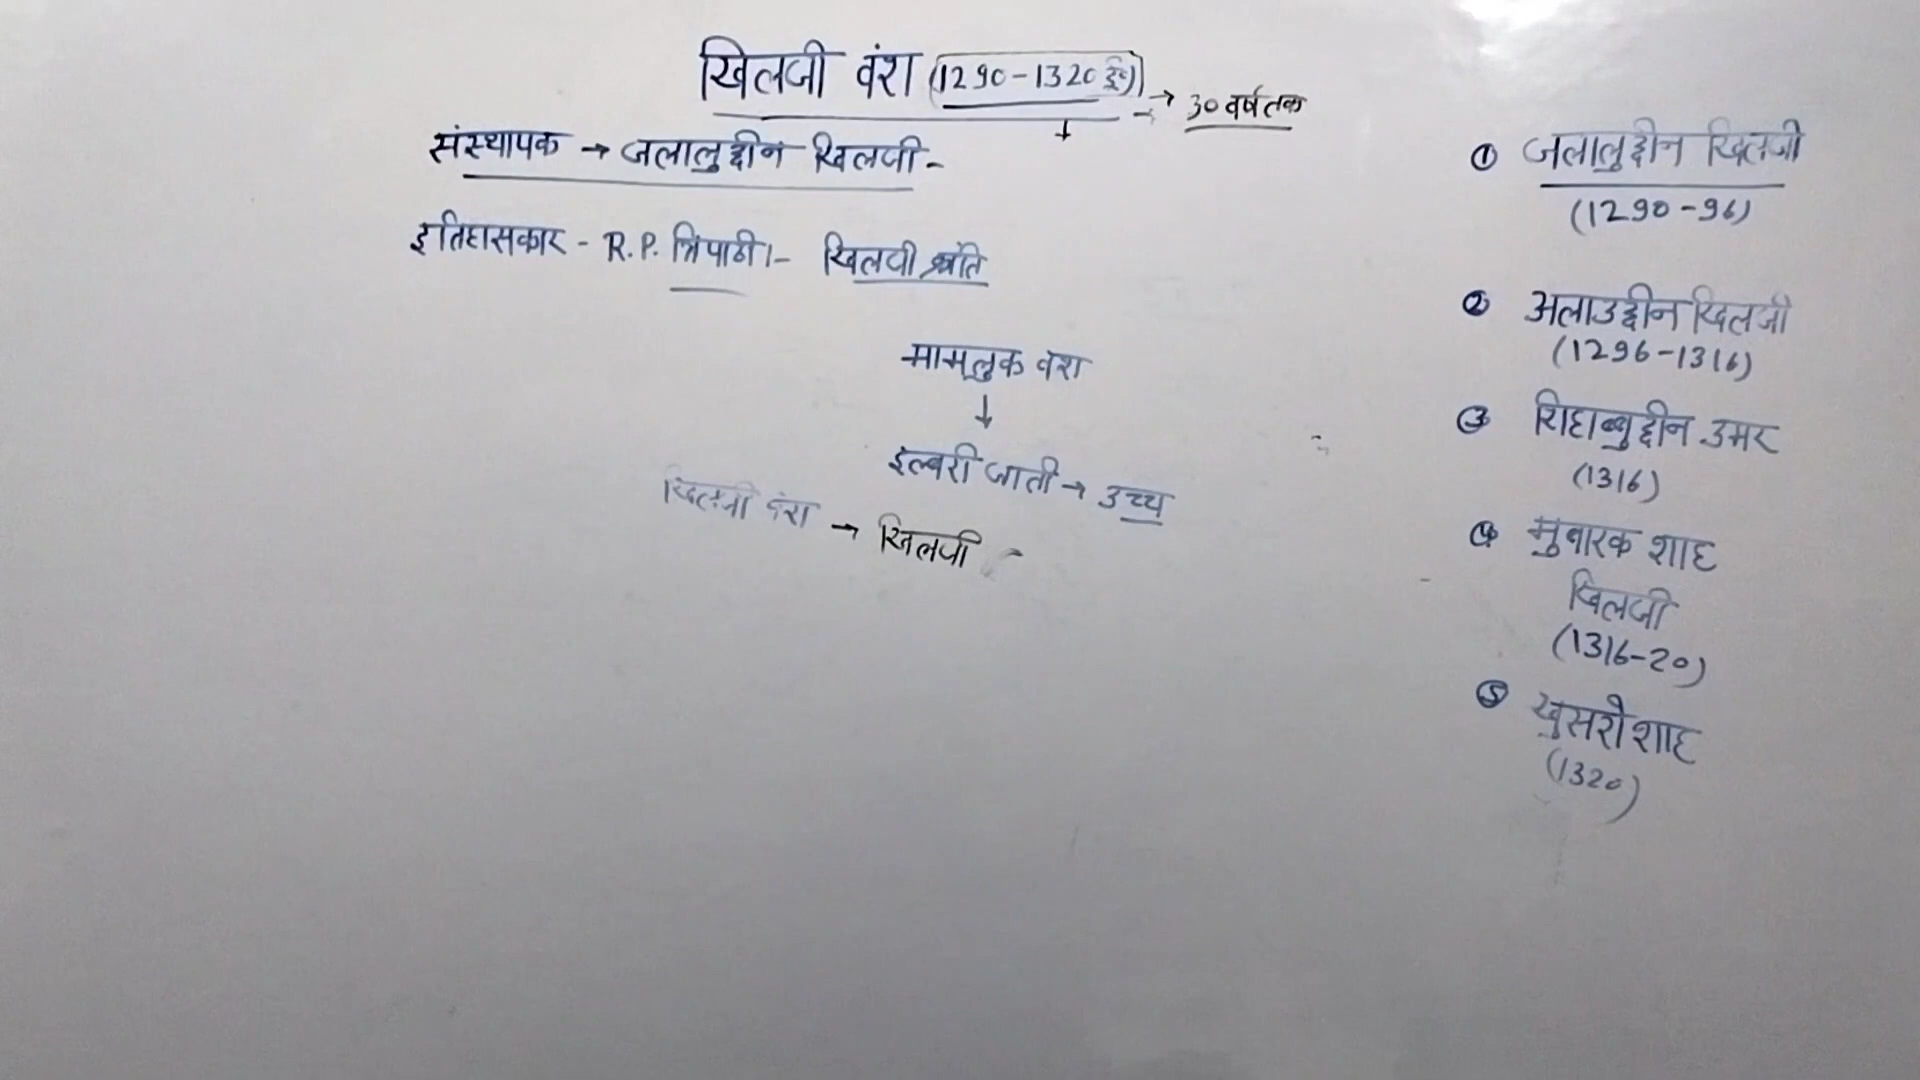 खिलजी वंश (1290-1320 ई०) → 30 वर्ष तक
संस्थापक → जलालुद्दीन खिलजी -
इतिहासकार - R.P. त्रिपाठी - खिलजी क्रांति
मामलुक वंश
↓
इल्बरी जाती → उच्च
खिलजी वंश → खिलजी
① जलालुद्दीन खिलजी
(1290-96)
② अलाउद्दीन खिलजी
(1296-1316)
③ शिहाबुद्दीन उमर
(1316)
④ मुबारक शाह
खिलजी
(1316-20)
⑤ खुसरो शाह
(1320)